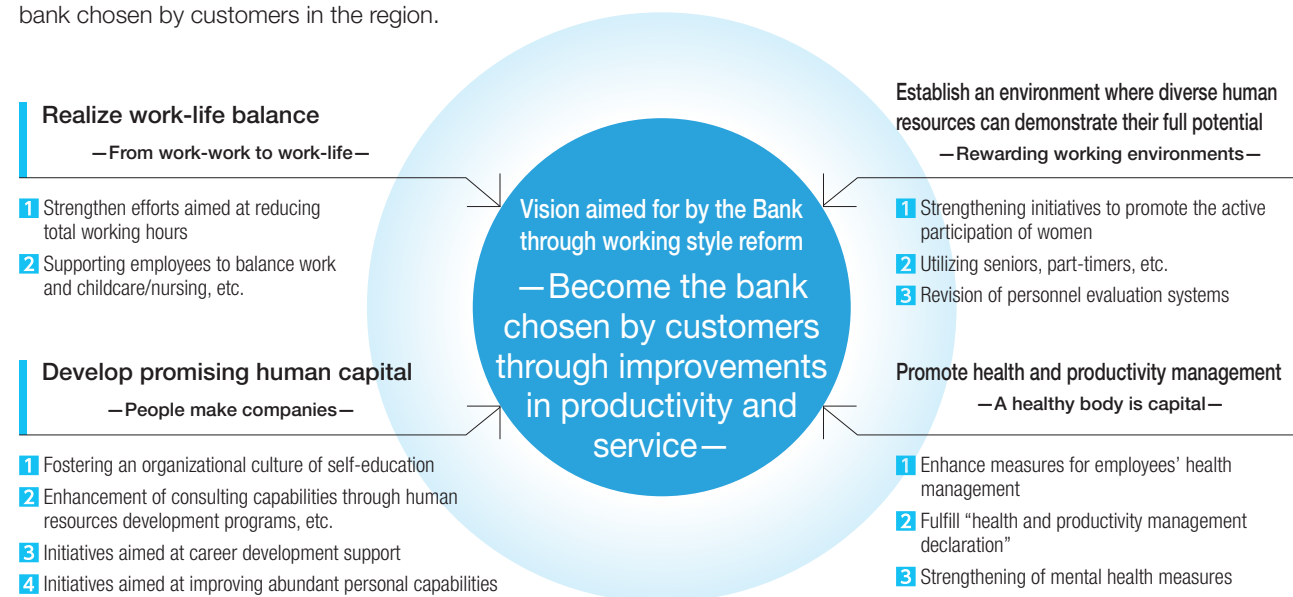 bank chosen by customers in the region.
Realize work-life balance
—From work-work to work-life—
1 Strengthen efforts aimed at reducing
total working hours
2 Supporting employees to balance work
and childcare/nursing, etc.
Establish an environment where diverse human
resources can demonstrate their full potential
—Rewarding working environments—
1 Strengthening initiatives to promote the active
participation of women
2 Utilizing seniors, part-timers, etc.
3 Revision of personnel evaluation systems
Vision aimed for by the Bank
through working style reform
—Become the bank
chosen by customers
through improvements
in productivity and
service—
Develop promising human capital
—People make companies—
1 Fostering an organizational culture of self-education
2 Enhancement of consulting capabilities through human
resources development programs, etc.
3 Initiatives aimed at career development support
4 Initiatives aimed at improving abundant personal capabilities
Promote health and productivity management
—A healthy body is capital—
1 Enhance measures for employees’ health
management
2 Fulfill “health and productivity management
declaration”
3 Strengthening of mental health measures